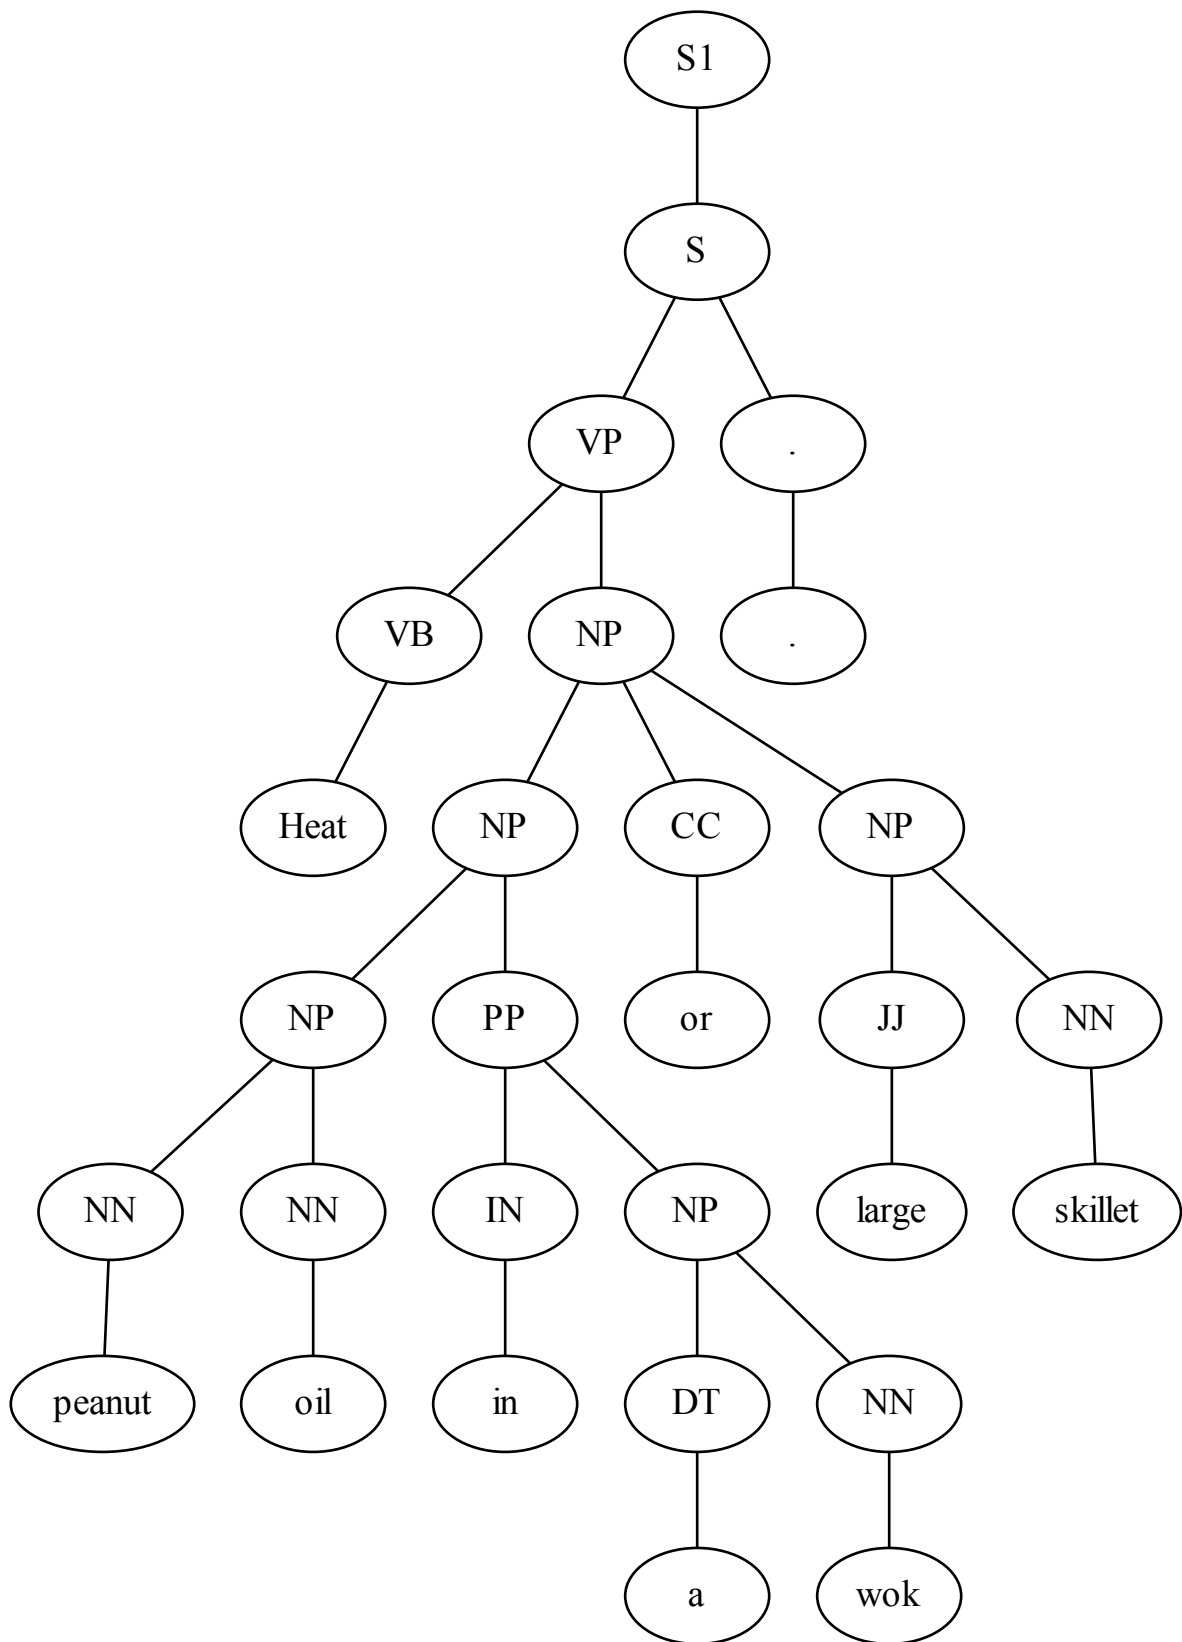 S1
S
VP .
VB NP .
Heat NP CC NP
NP PP or JJ NN
NN NN IN NP large skillet
peanut oil in DT NN
a wok